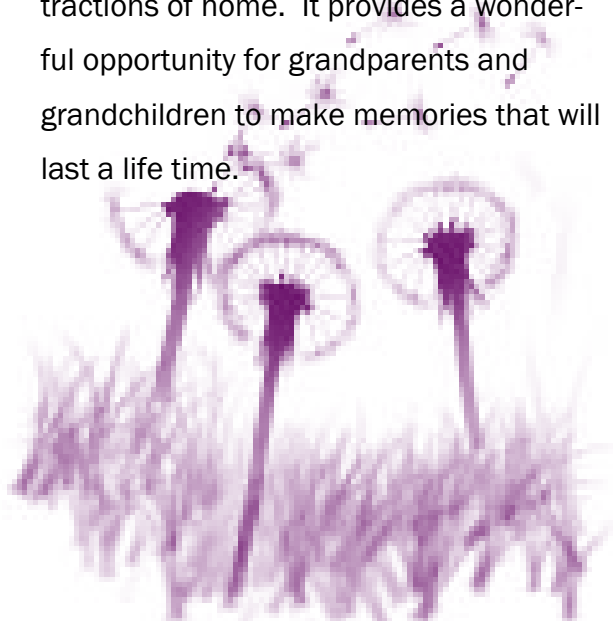 tractions of home.  It provides a wonder-
ful opportunity for grandparents and
grandchildren to make memories that will
last a life time.